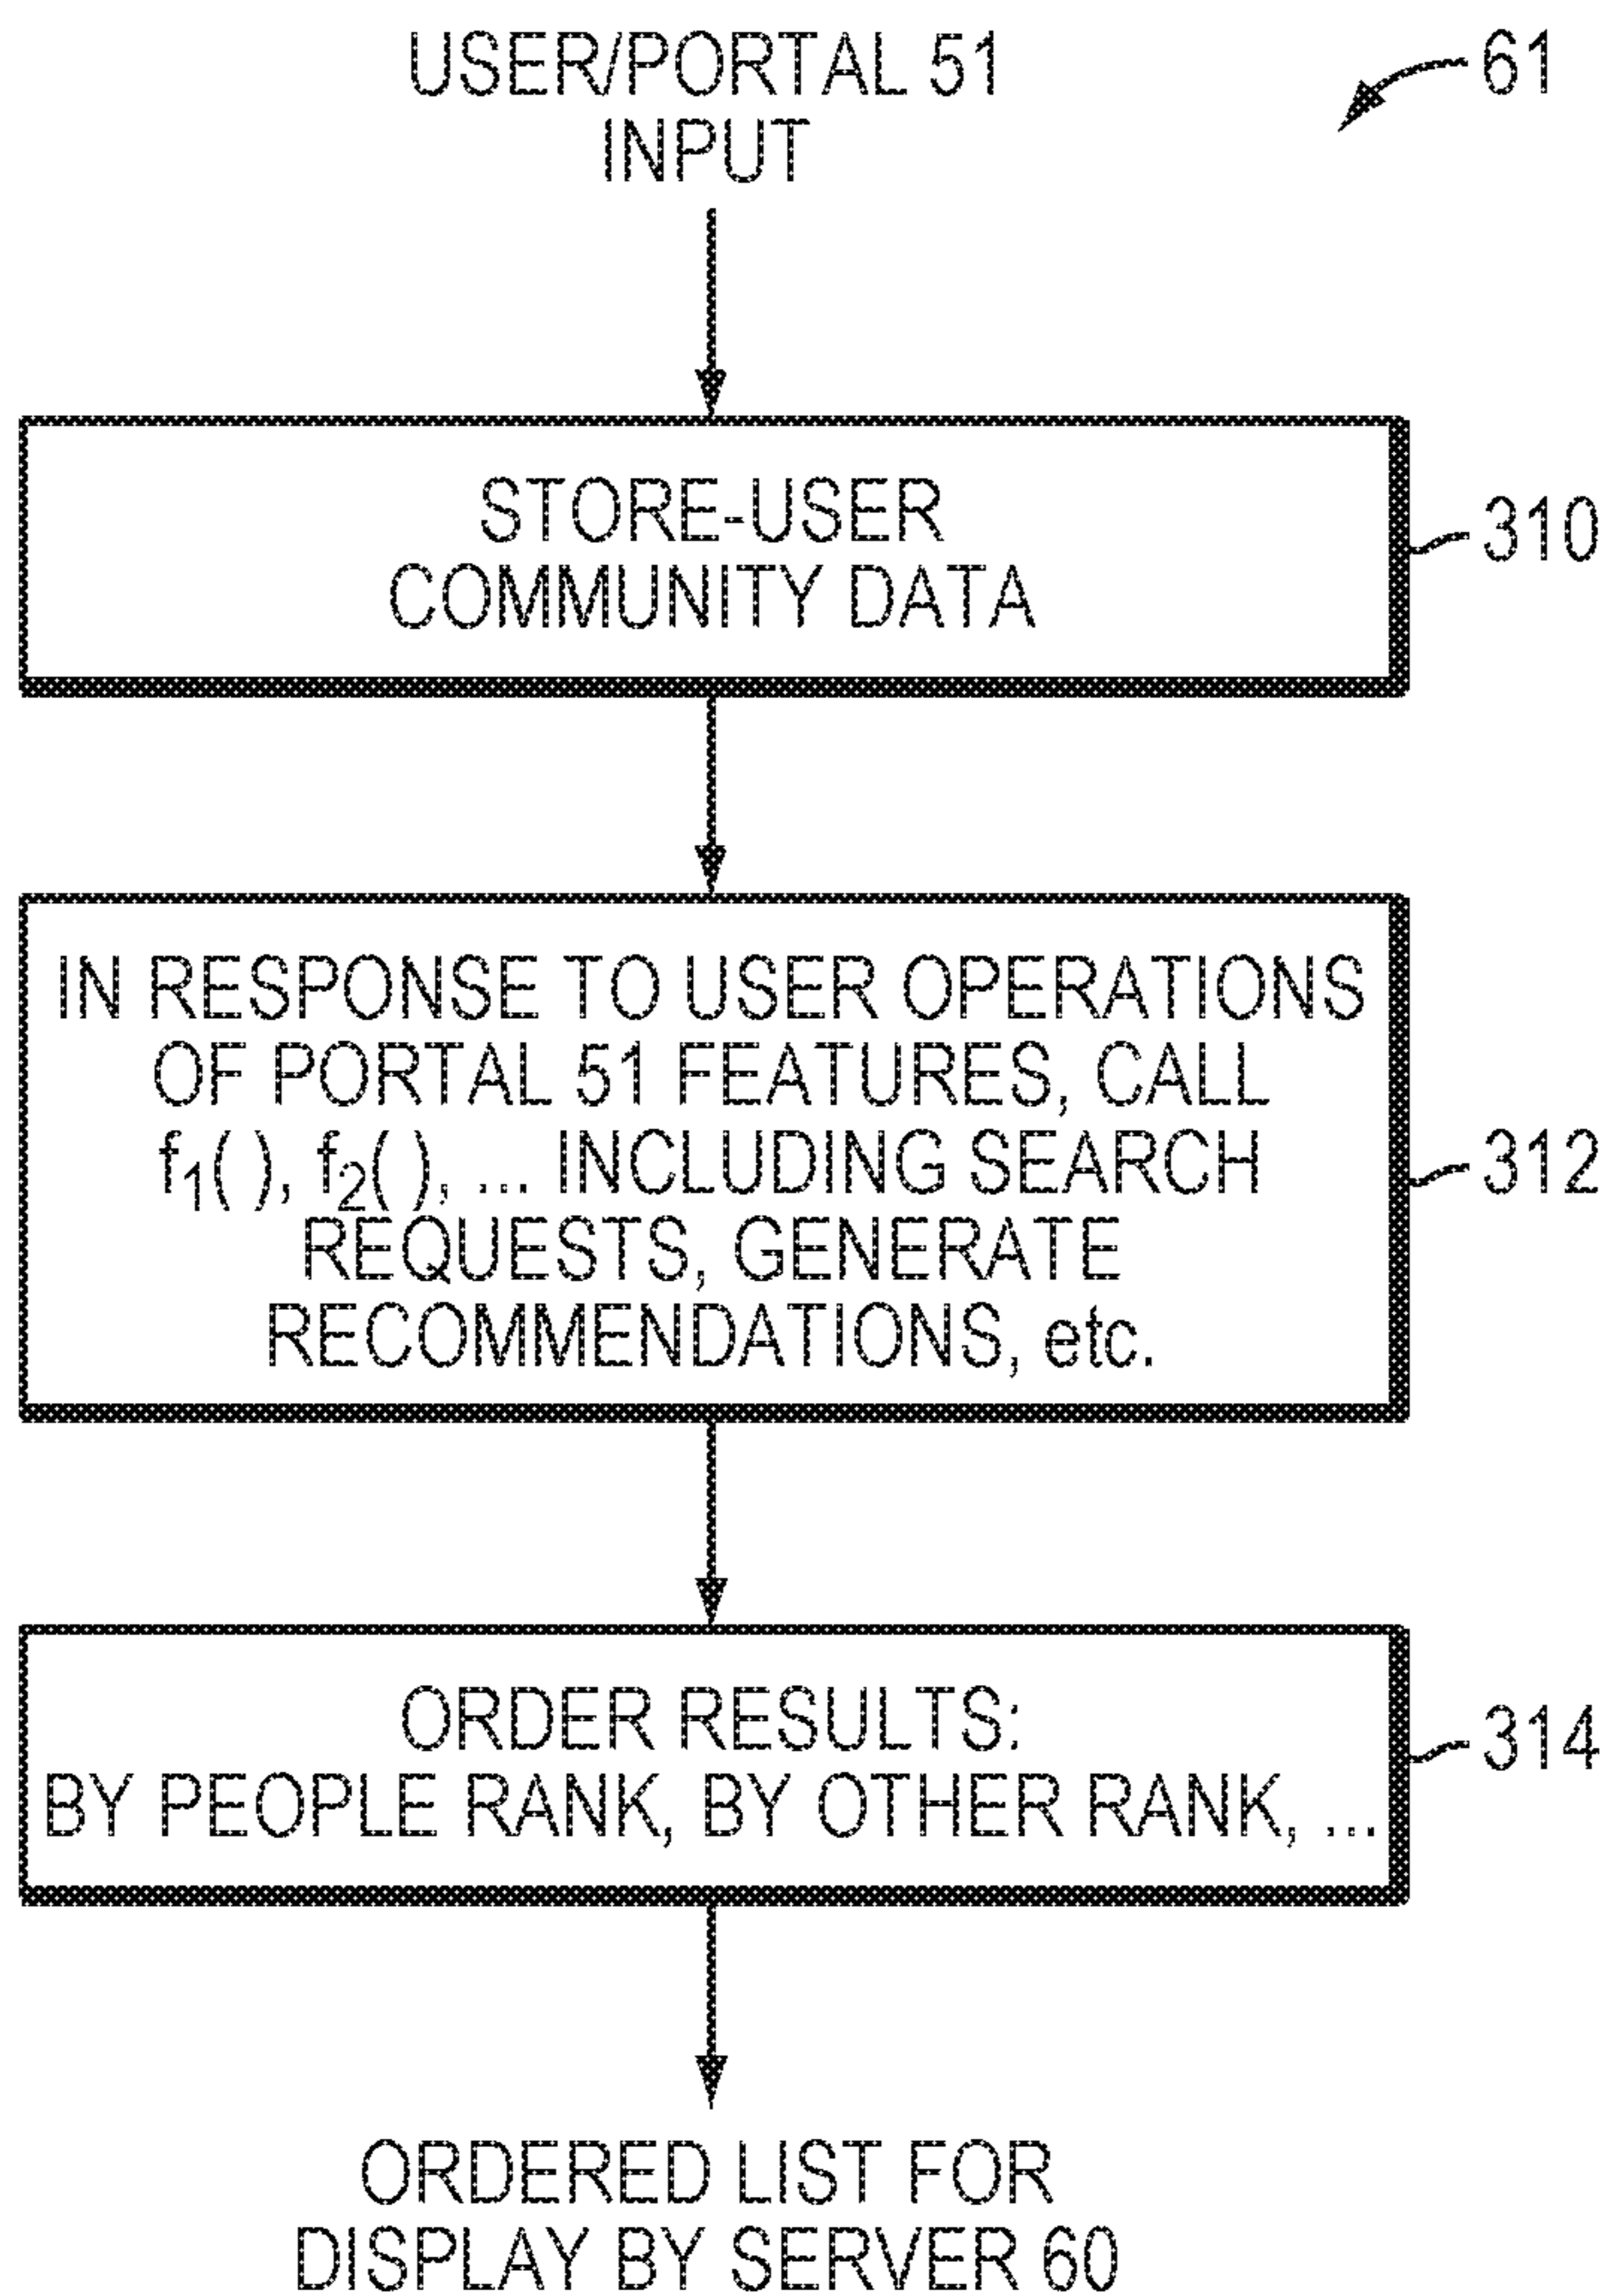 USER/PORTAL 51
INPUT
61
STORE-USER
COMMUNITY DATA
310
IN RESPONSE TO USER OPERATIONS
OF PORTAL 51 FEATURES, CALL
f₁( ), f₂( ), ... INCLUDING SEARCH
REQUESTS, GENERATE
RECOMMENDATIONS, etc.
312
ORDER RESULTS:
BY PEOPLE RANK, BY OTHER RANK, ...
314
ORDERED LIST FOR
DISPLAY BY SERVER 60